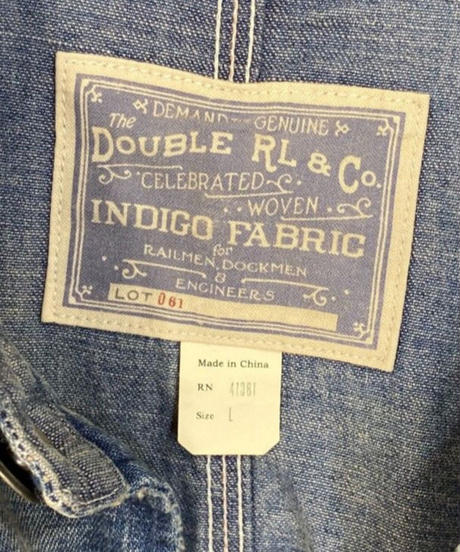 DEMAND GENUINE
The
DOUBLE RL & Co.
CELEBRATED
WOVEN
INDIGO FABRIC
for
RAILMEN, DOCKMEN
&
ENGINEERS
LOT 061
Made in China
RN 41381
Size L